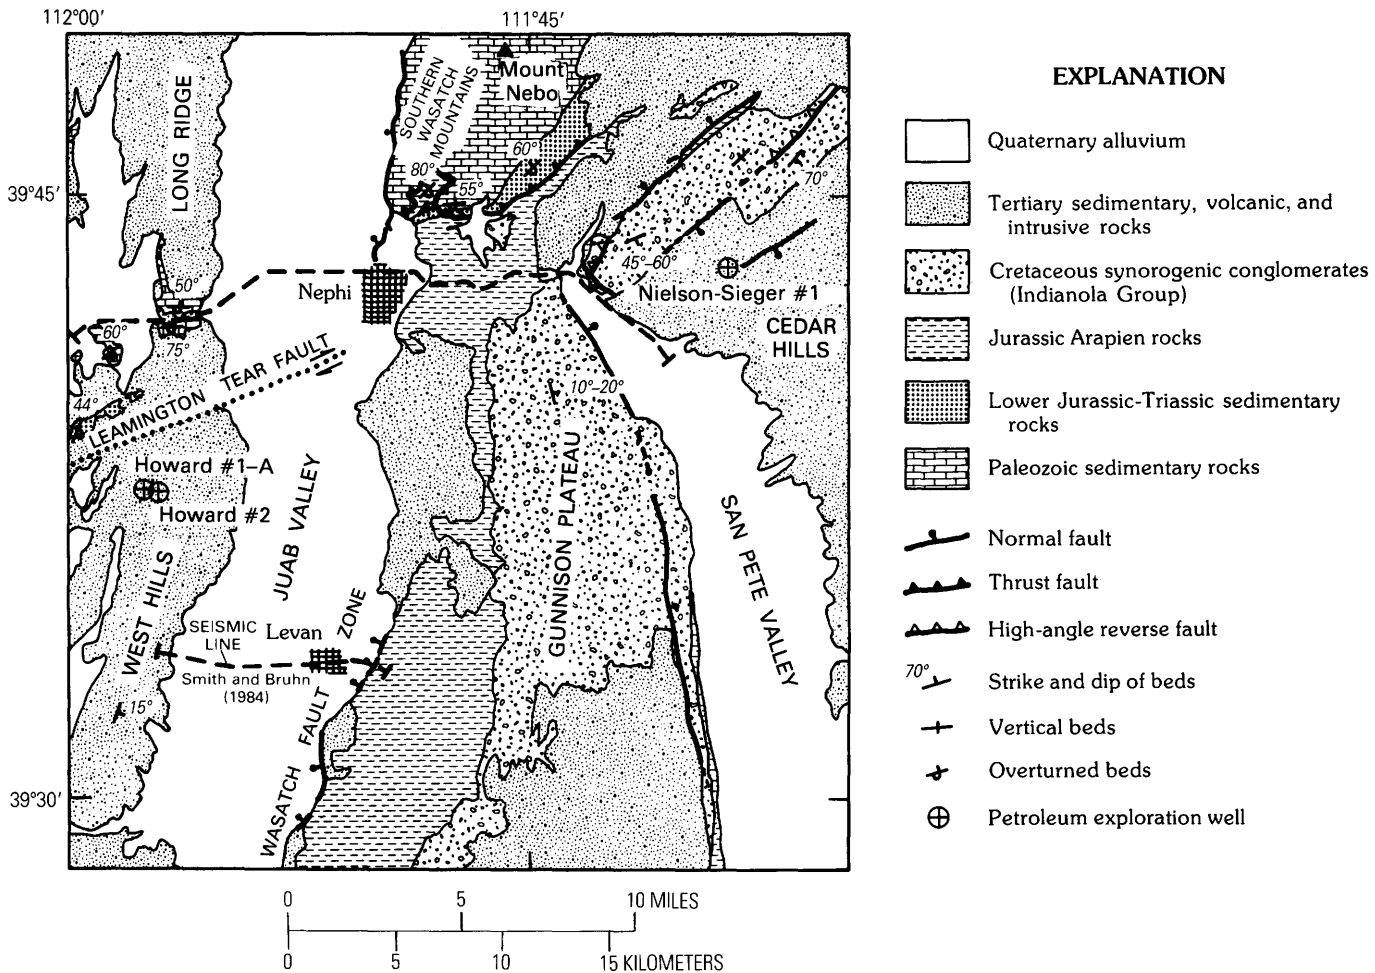 112°00′
111°45′
39°45′
39°30′
LONG RIDGE
SOUTHERN
WASATCH
MOUNTAINS
Mount
Nebo
60°
80°
55°
70°
45°–60°
Nielson-Sieger #1
CEDAR
HILLS
50°
Nephi
60°
75°
44°
LEAMINGTON TEAR FAULT
10°–20°
Howard #1–A
Howard #2
JUAB VALLEY
GUNNISON PLATEAU
SAN PETE VALLEY
WEST HILLS
SEISMIC
LINE
Levan
Smith and Bruhn
(1984)
15°
WASATCH FAULT ZONE
0 5 10 MILES
0 5 10 15 KILOMETERS
EXPLANATION
Quaternary alluvium
Tertiary sedimentary, volcanic, and
intrusive rocks
Cretaceous synorogenic conglomerates
(Indianola Group)
Jurassic Arapien rocks
Lower Jurassic-Triassic sedimentary
rocks
Paleozoic sedimentary rocks
Normal fault
Thrust fault
High-angle reverse fault
70° Strike and dip of beds
Vertical beds
Overturned beds
Petroleum exploration well